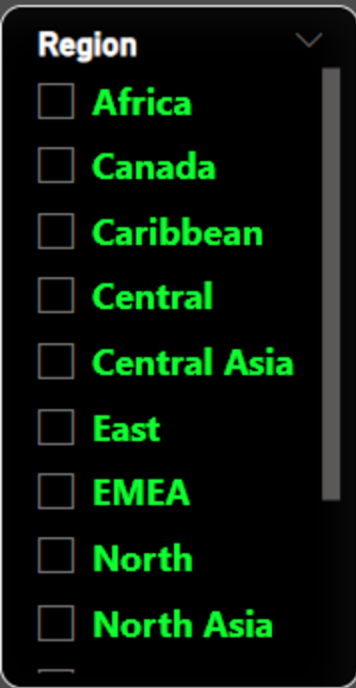 Region
Africa
Canada
Caribbean
Central
Central Asia
East
EMEA
North
North Asia